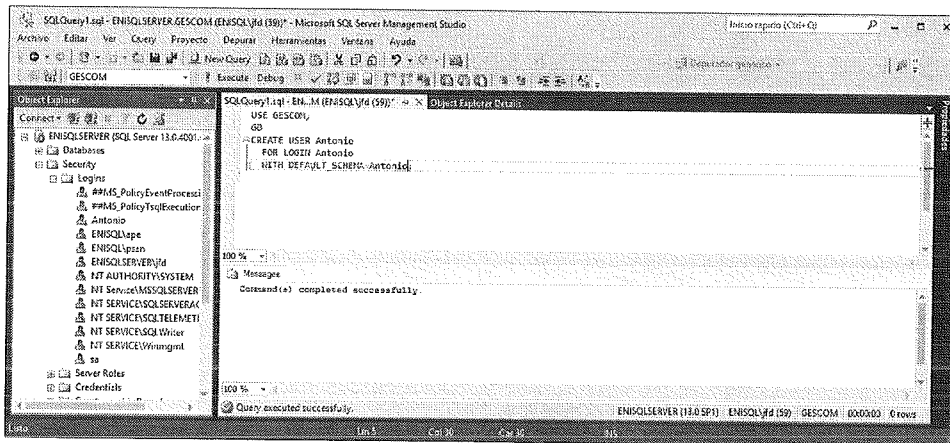 SQLQuery1.sql - ENISQLSERVER.GESCOM (ENISQL\jfd (59))* - Microsoft SQL Server Management Studio
Inicio rápido (Ctrl+Q)
Archivo Editar Ver Query Proyecto Depurar Herramientas Ventana Ayuda
New Query
GESCOM
Execute Debug
Object Explorer
SQLQuery1.sql - EN...M (ENISQL\jfd (59))*
Object Explorer Details
Connect
ENISQLSERVER (SQL Server 13.0.4001.
Databases
Security
Logins
##MS_PolicyEventProcessi
##MS_PolicyTsqlExecution
Antonio
ENISQL\ape
ENISQL\psen
ENISQLSERVER\jfd
NT AUTHORITY\SYSTEM
NT Service\MSSQLSERVER
NT SERVICE\SQLSERVERAG
NT SERVICE\SQLTELEMETI
NT SERVICE\SQLWriter
NT SERVICE\Winmgmt
sa
Server Roles
Credentials
USE GESCOM;
GO
CREATE USER Antonio
FOR LOGIN Antonio
WITH DEFAULT_SCHEMA=Antonio;
100 %
Messages
Command(s) completed successfully.
100 %
Query executed successfully.
ENISQLSERVER (13.0 SP1) ENISQL\jfd (59) GESCOM 00:00:00 0 rows
Listo
Lín 5
Col 30
Car 30
INS